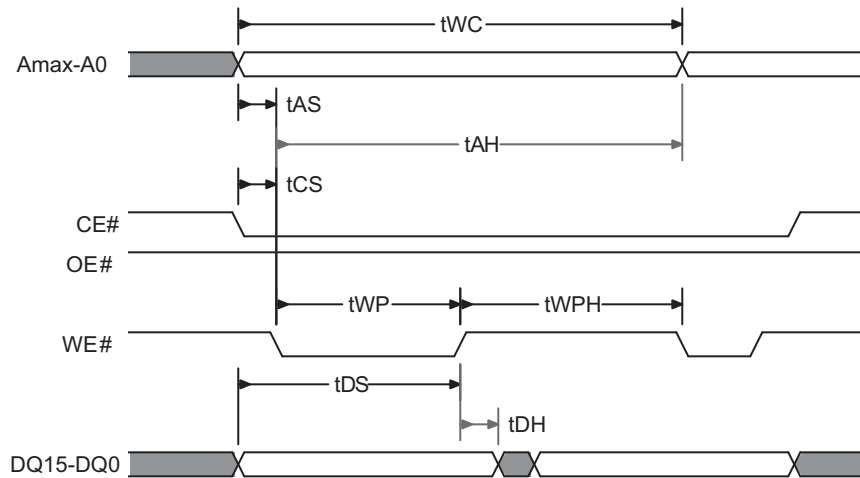 tWC
Amax-A0
tAS
tAH
tCS
CE#
OE#
tWP
tWPH
WE#
tDS
tDH
DQ15-DQ0